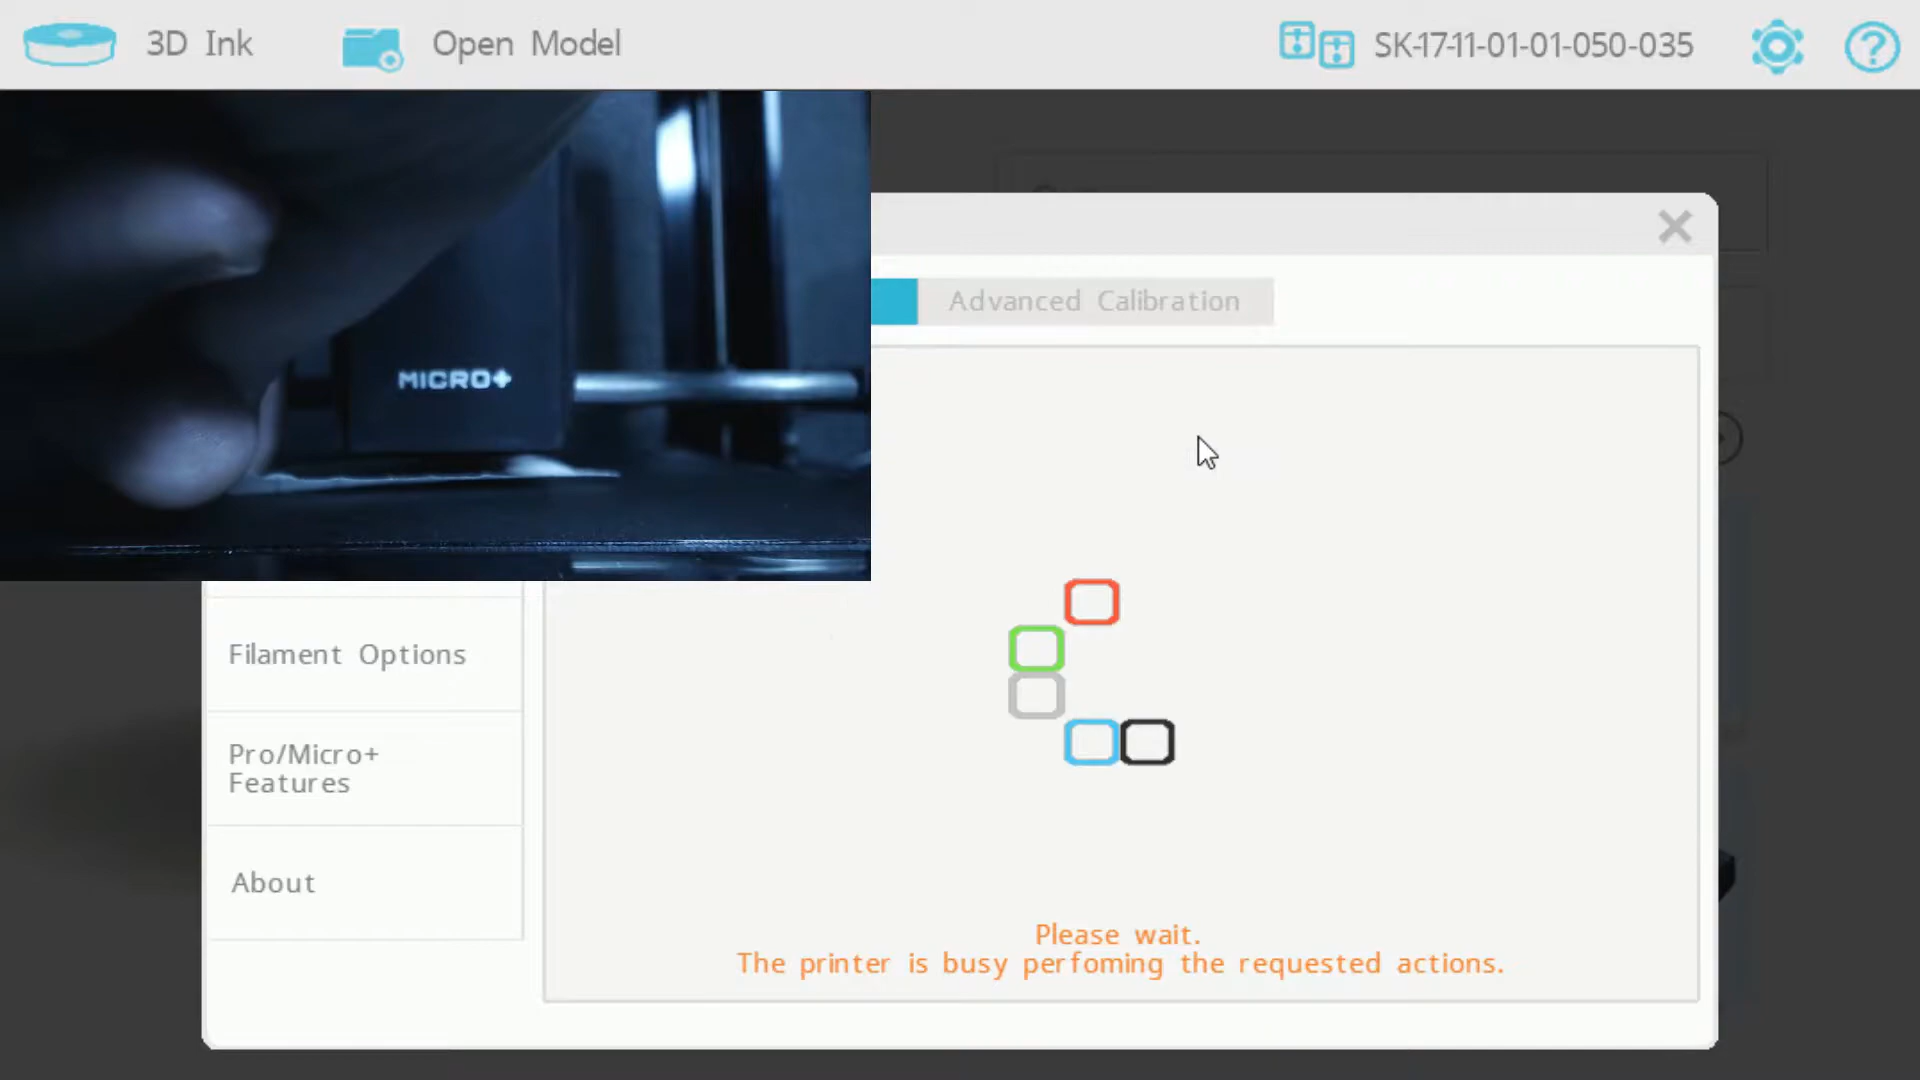 3D Ink
Open Model
SK-17-11-01-01-050-035
?
Advanced Calibration
MICRO+
Filament Options
Pro/Micro+
Features
About
Please wait.
The printer is busy perfoming the requested actions.